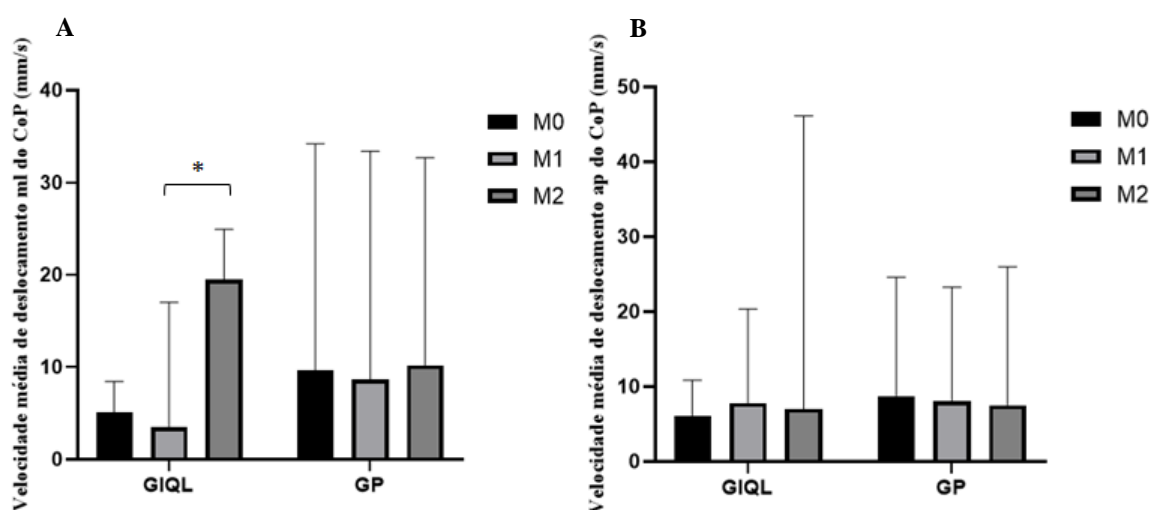 A
Velocidade média de deslocamento ml do CoP (mm/s)
40
30
20
10
0
*
GIQL
GP
M0
M1
M2
B
Velocidade média de deslocamento ap do CoP (mm/s)
50
40
30
20
10
0
GIQL
GP
M0
M1
M2